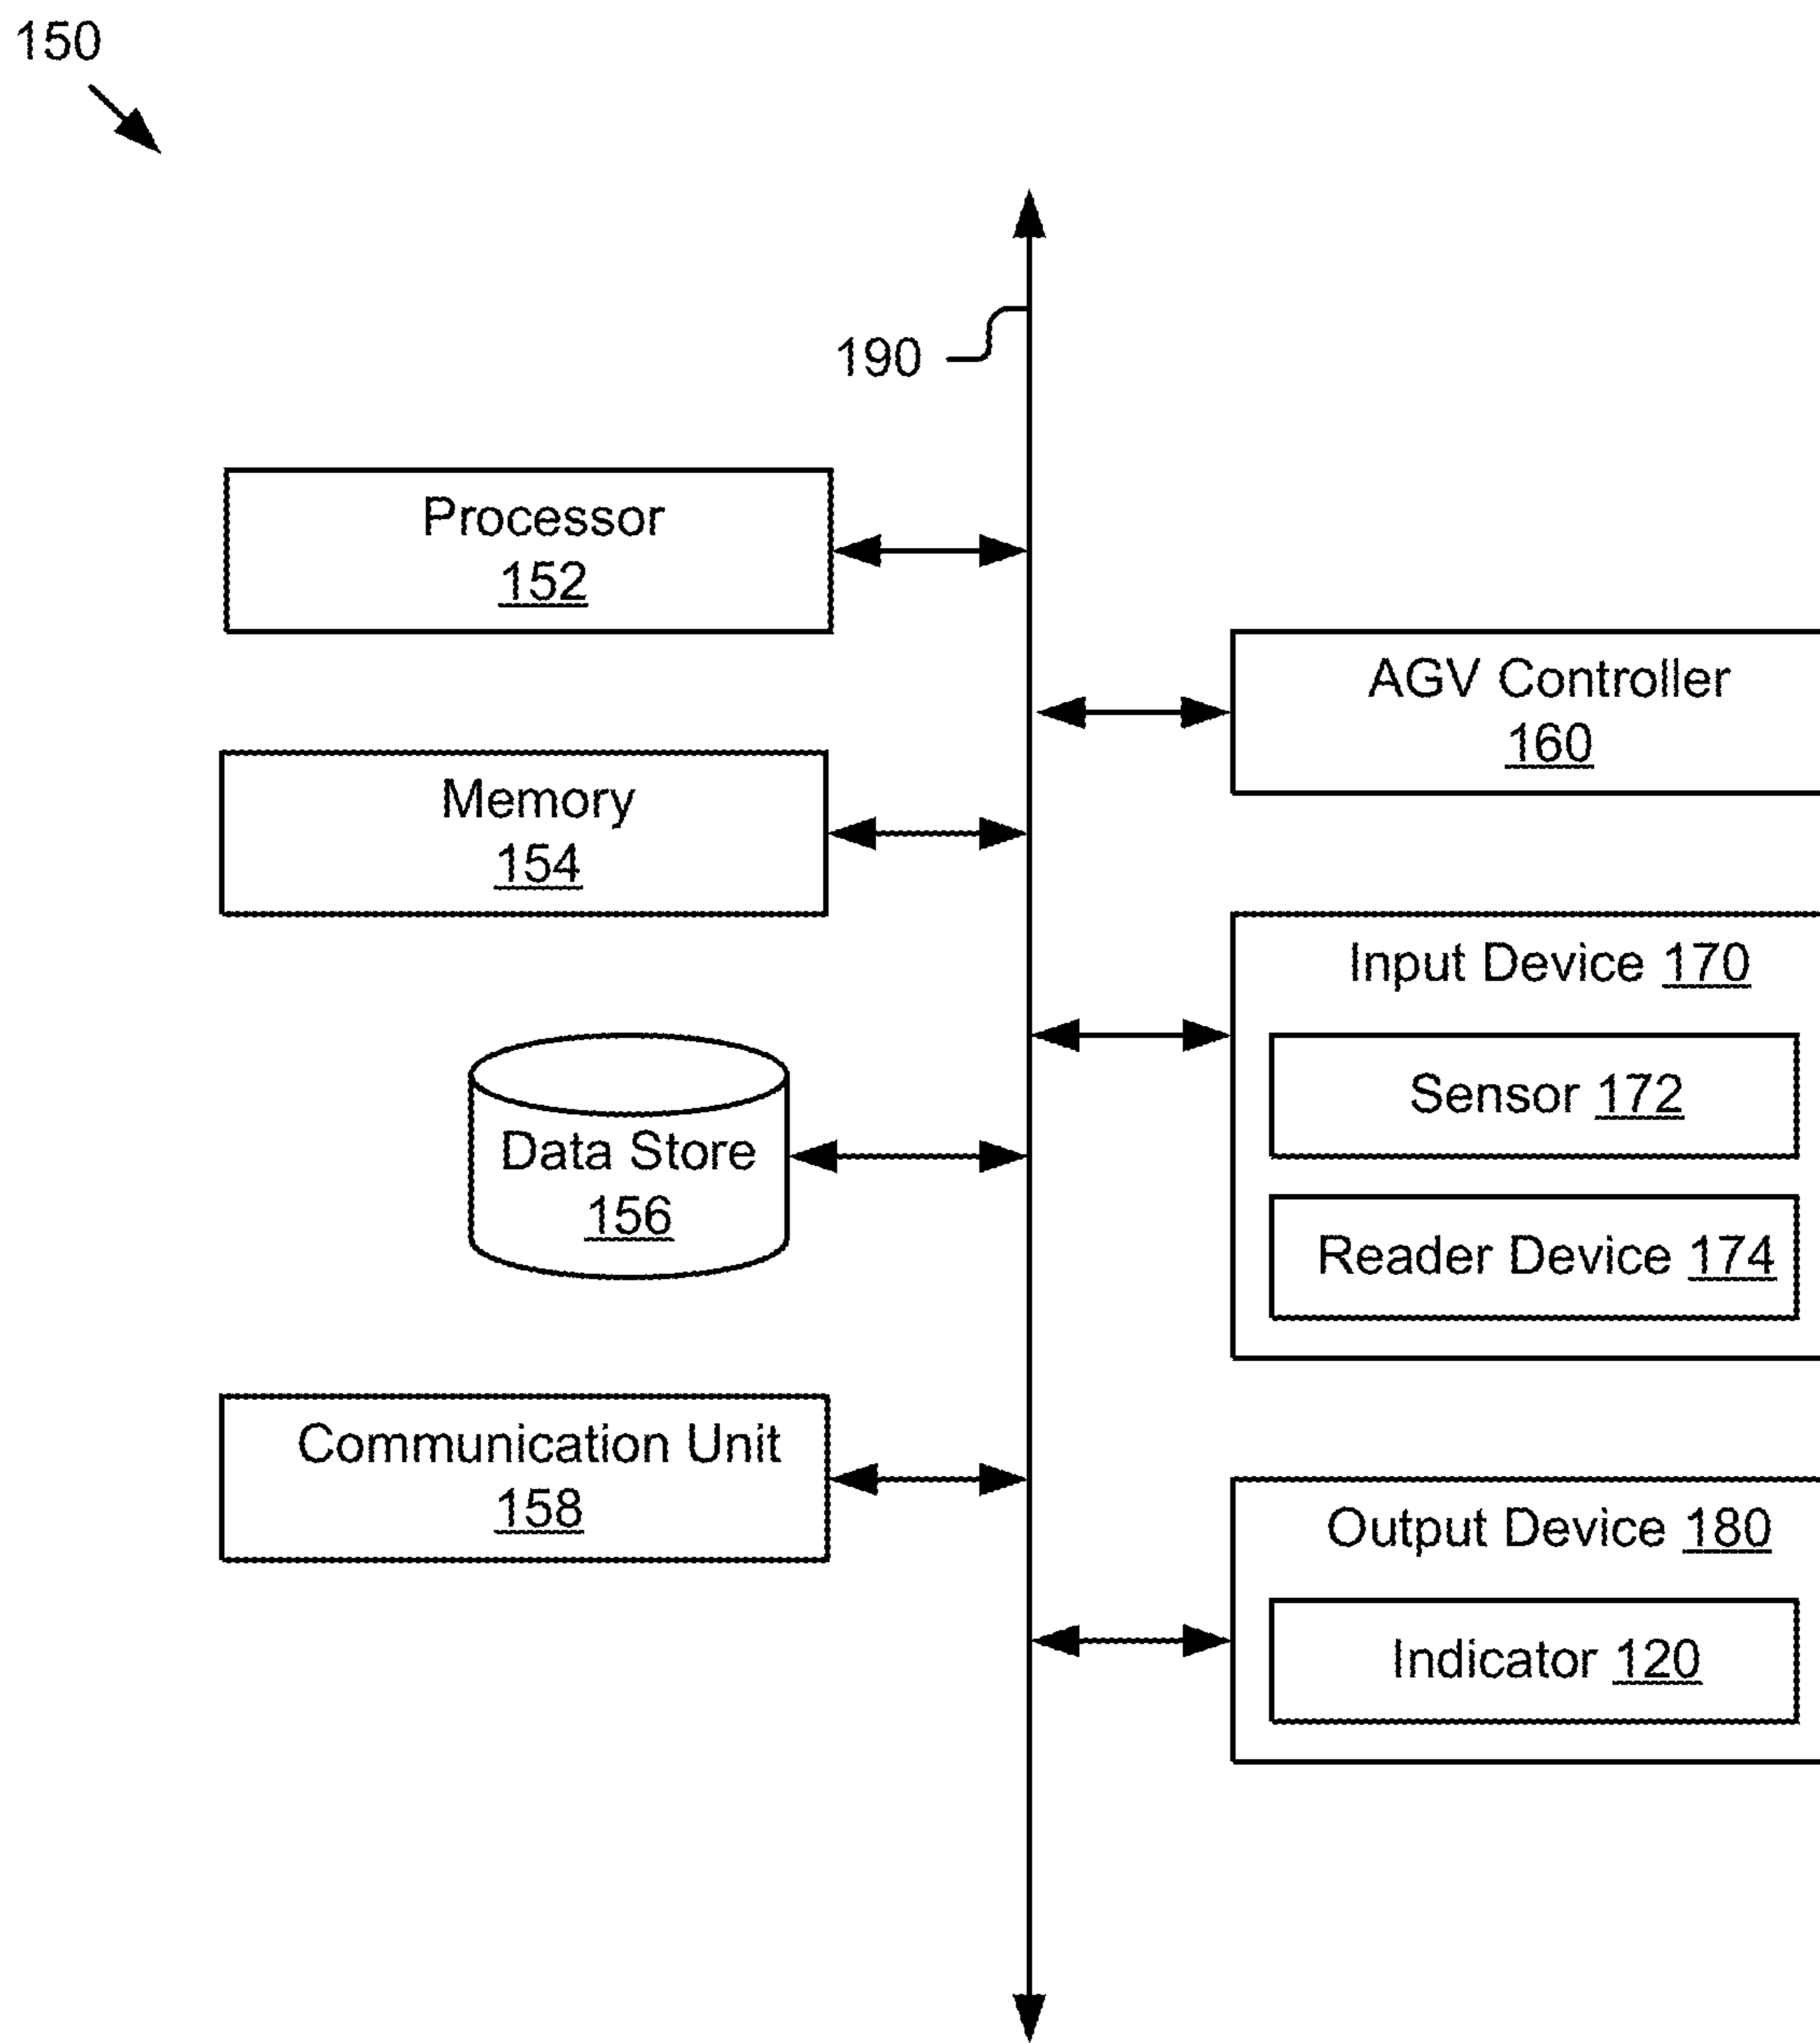 150
190
Processor
152
AGV Controller
160
Memory
154
Input Device 170
Sensor 172
Data Store
156
Reader Device 174
Communication Unit
158
Output Device 180
Indicator 120